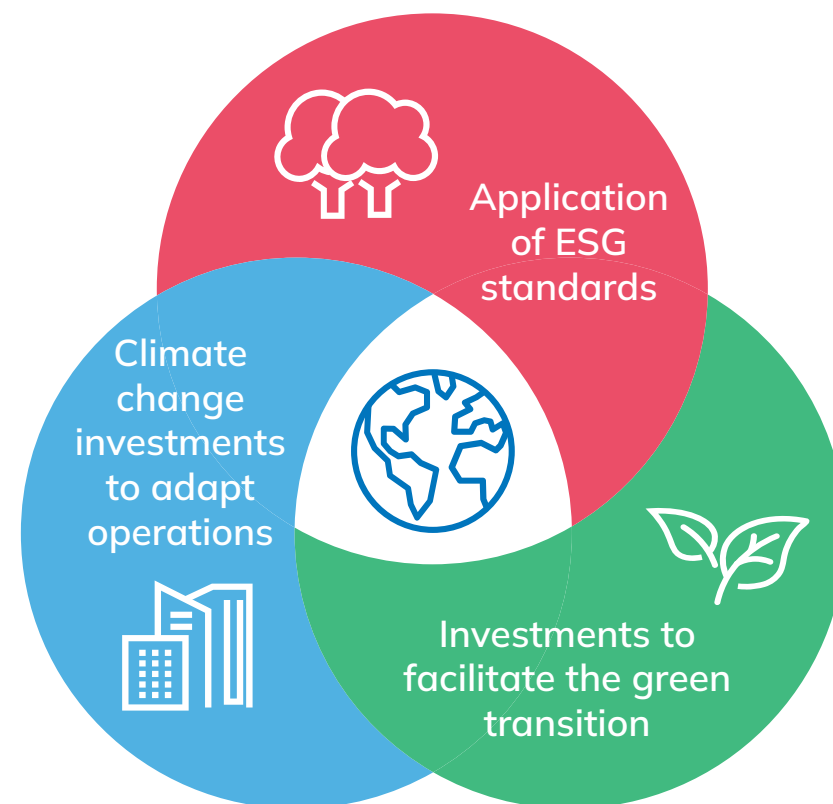 Application
of ESG
standards
Climate
change
investments
to adapt
operations
Investments to
facilitate the green
transition